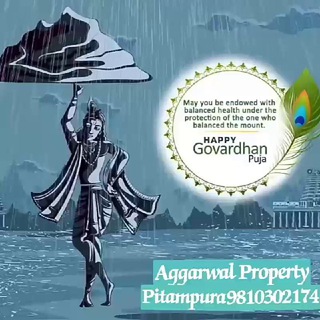 May you be endowed with
balanced health under the
protection of the one who
balanced the mount.
HAPPY
Govardhan
Puja
Aggarwal Property
Pitampura9810302174